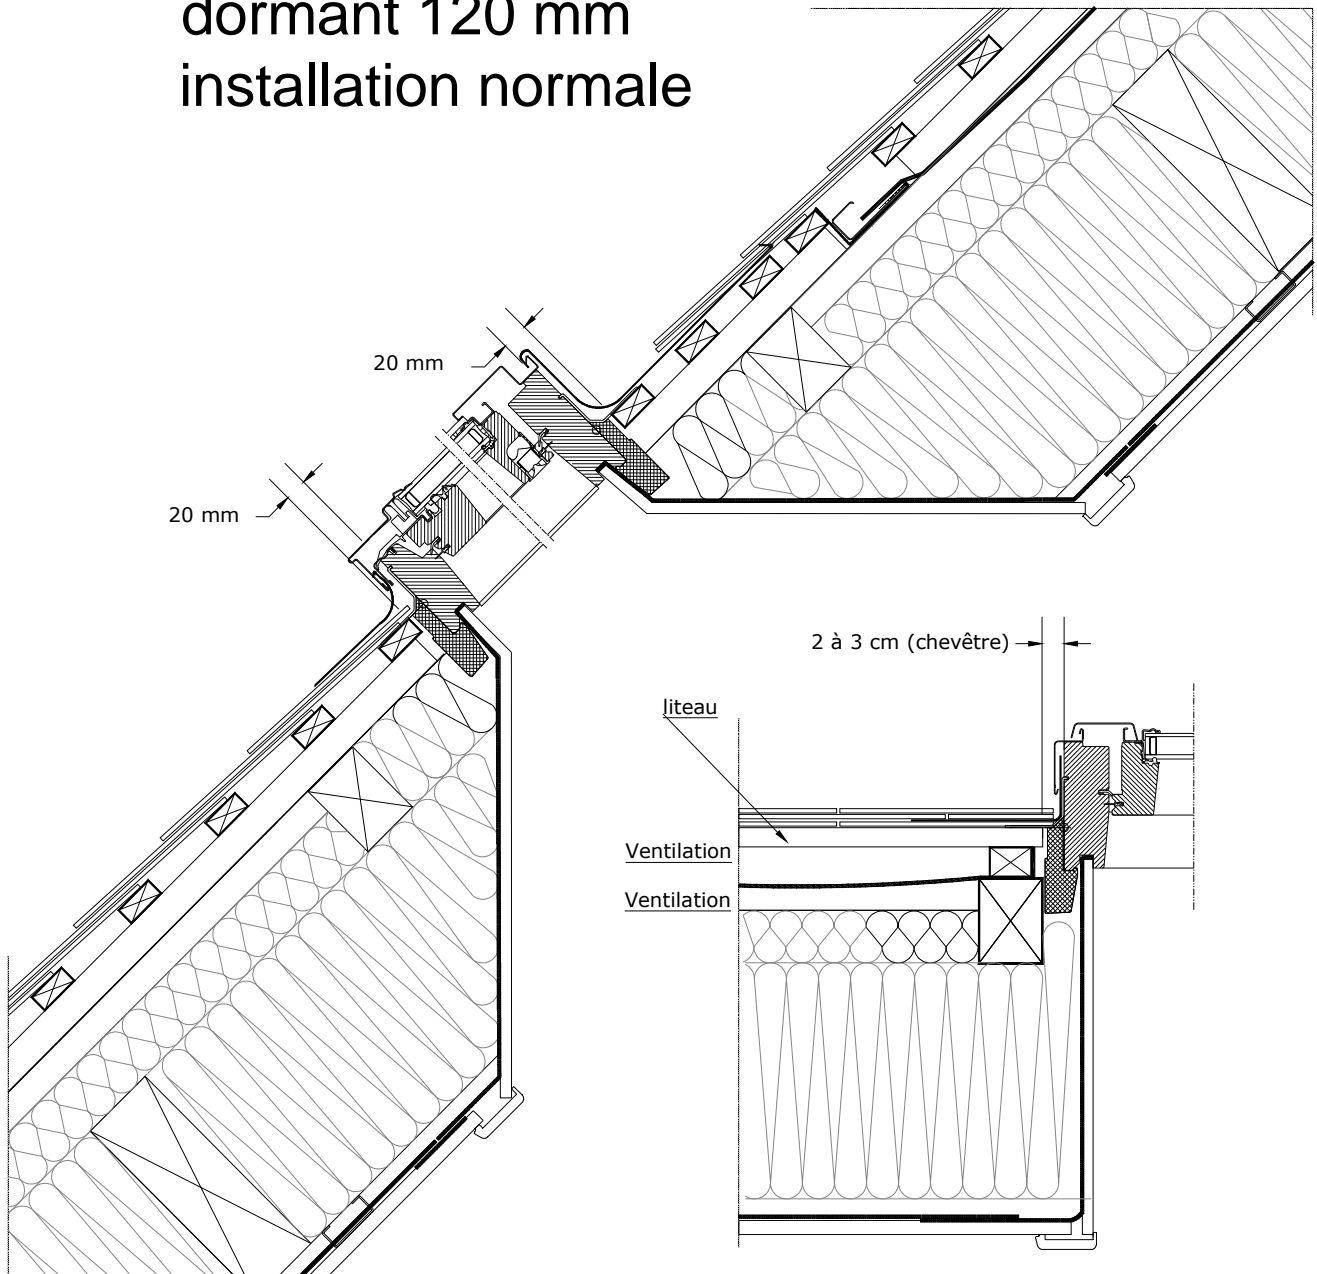 dormant 120 mm
installation normale
20 mm
20 mm
2 à 3 cm (chevêtre)
liteau
Ventilation
Ventilation